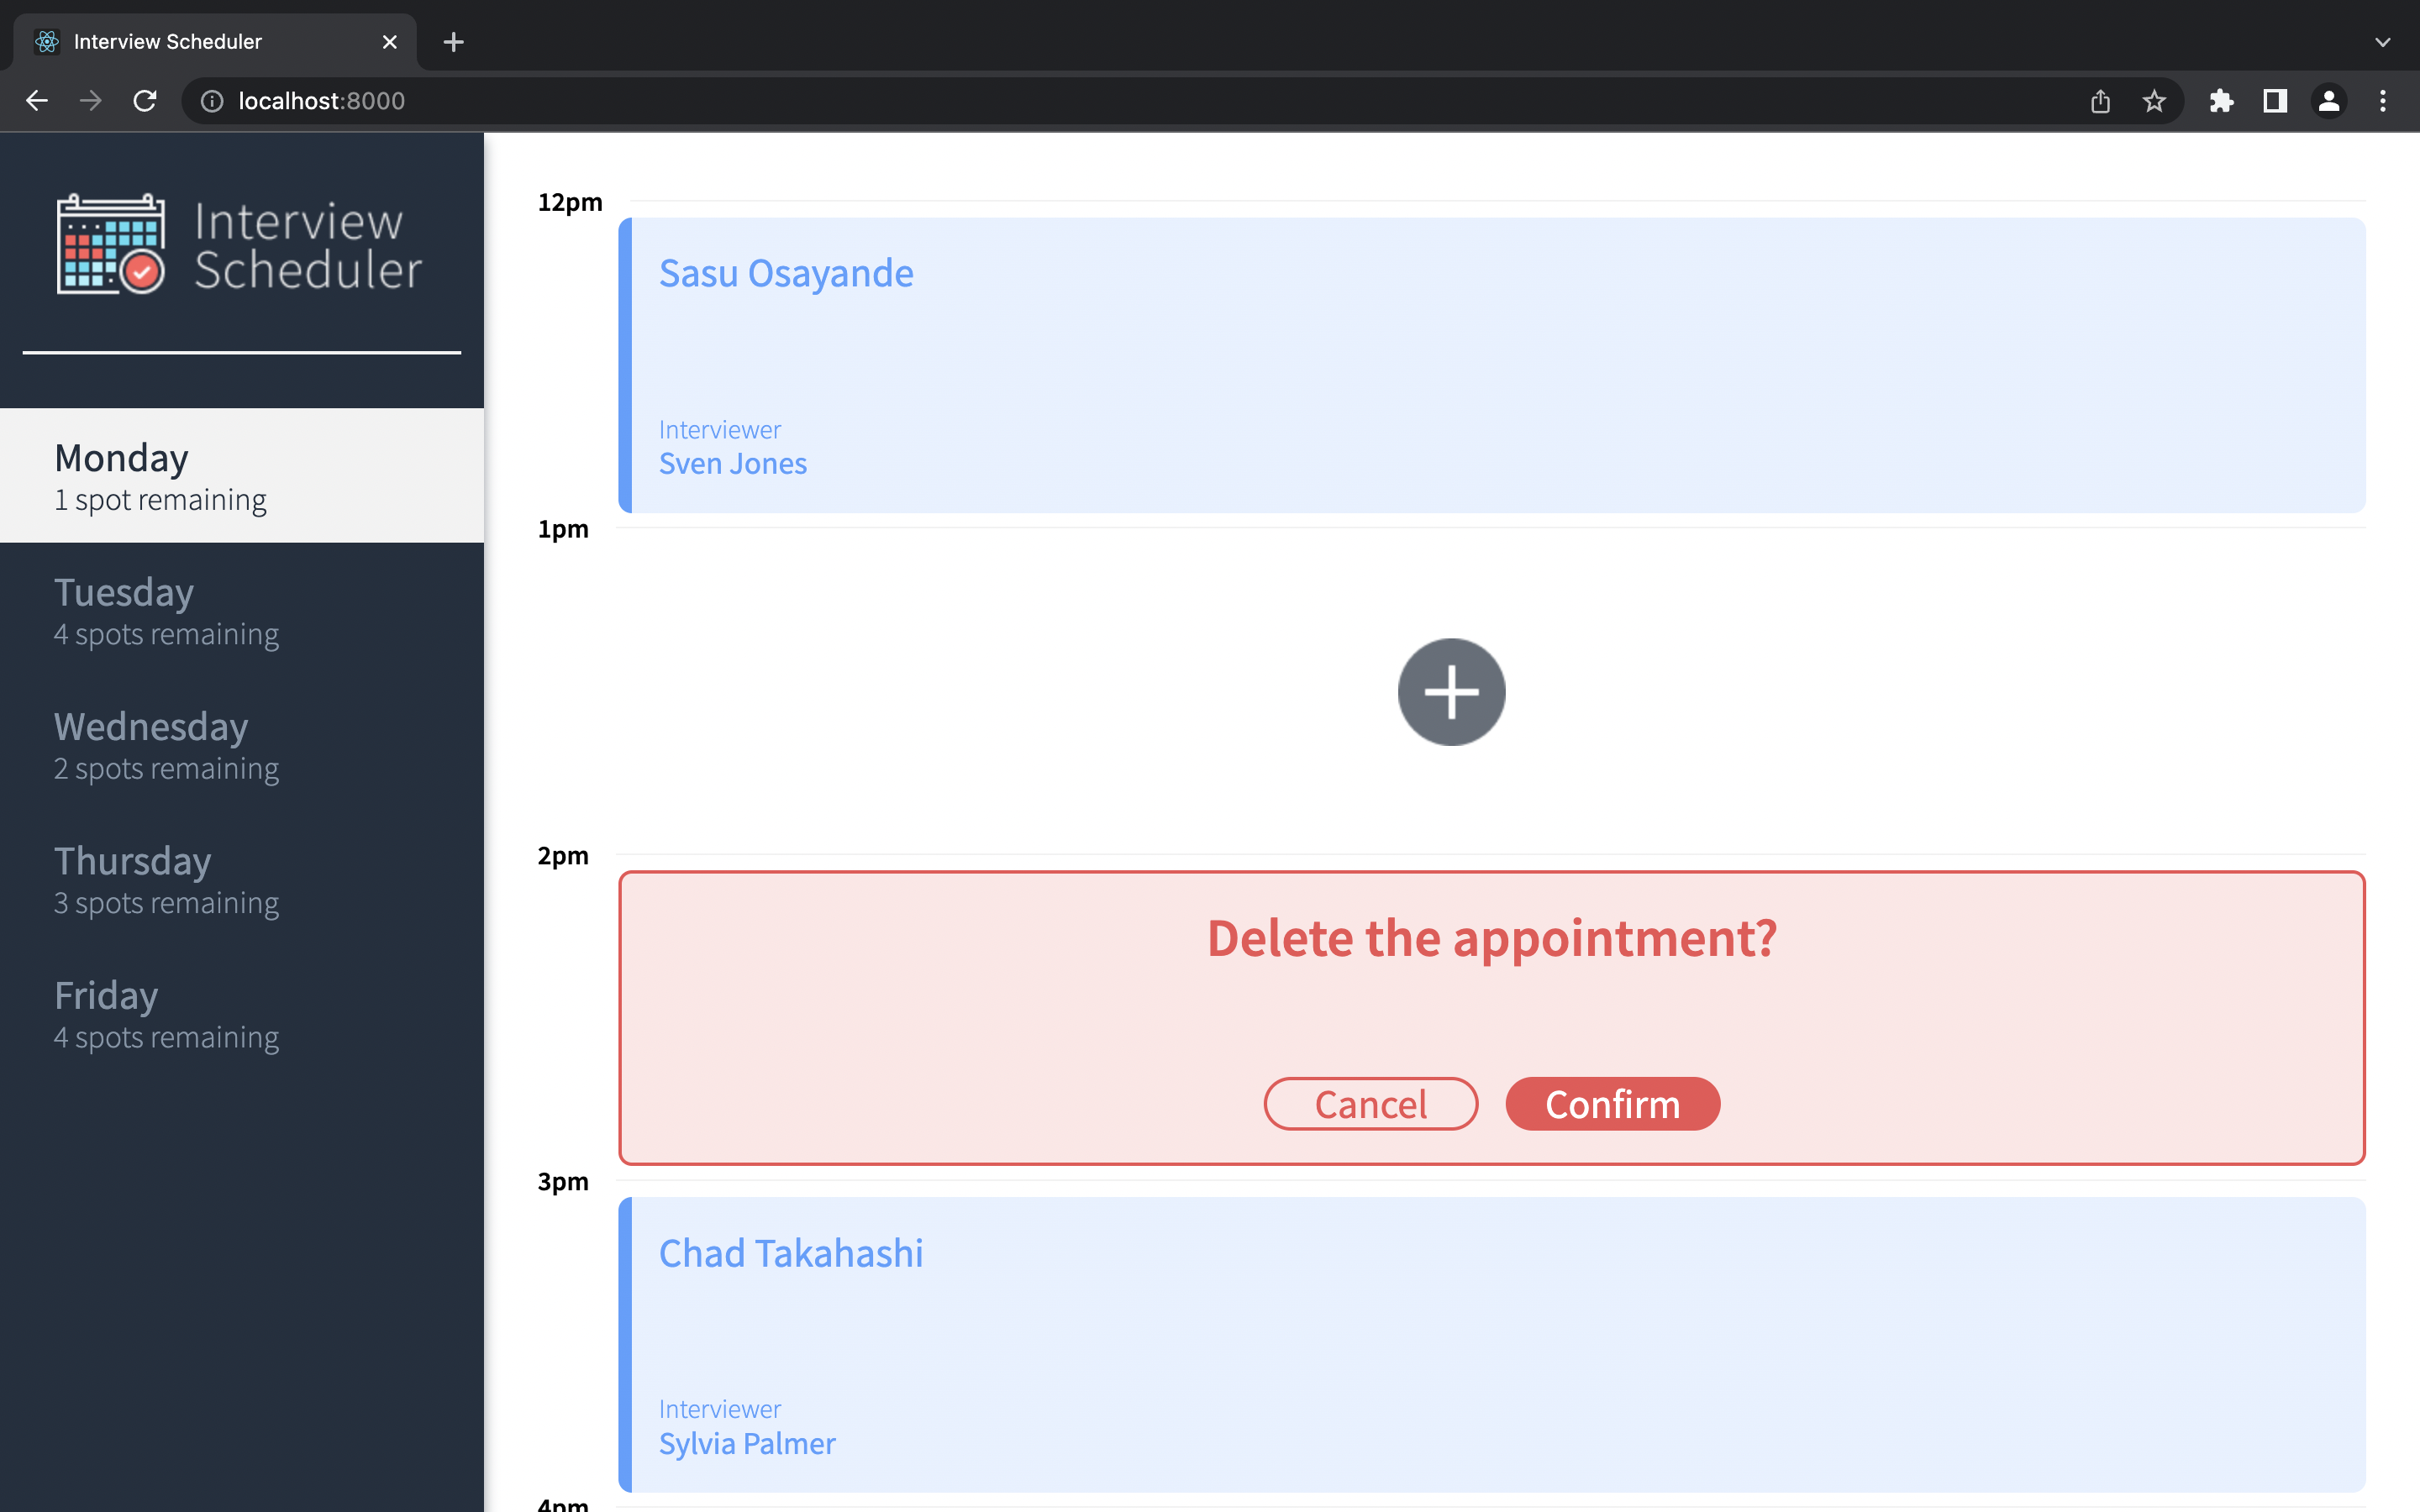 Interview Scheduler
localhost:8000
Interview
Scheduler
Monday
1 spot remaining
Tuesday
4 spots remaining
Wednesday
2 spots remaining
Thursday
3 spots remaining
Friday
4 spots remaining
12pm
Sasu Osayande
Interviewer
Sven Jones
1pm
2pm
Delete the appointment?
Cancel
Confirm
3pm
Chad Takahashi
Interviewer
Sylvia Palmer
4pm